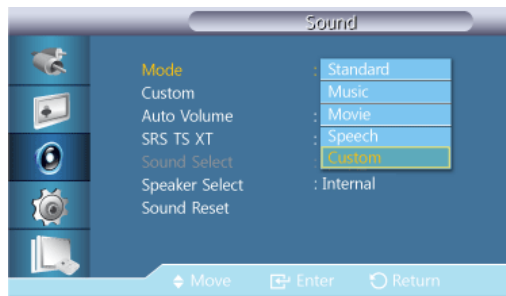 Sound
Mode : Standard
Custom Music
Auto Volume : Movie
SRS TS XT : Speech
Sound Select : Custom
Speaker Select : Internal
Sound Reset
Move Enter Return